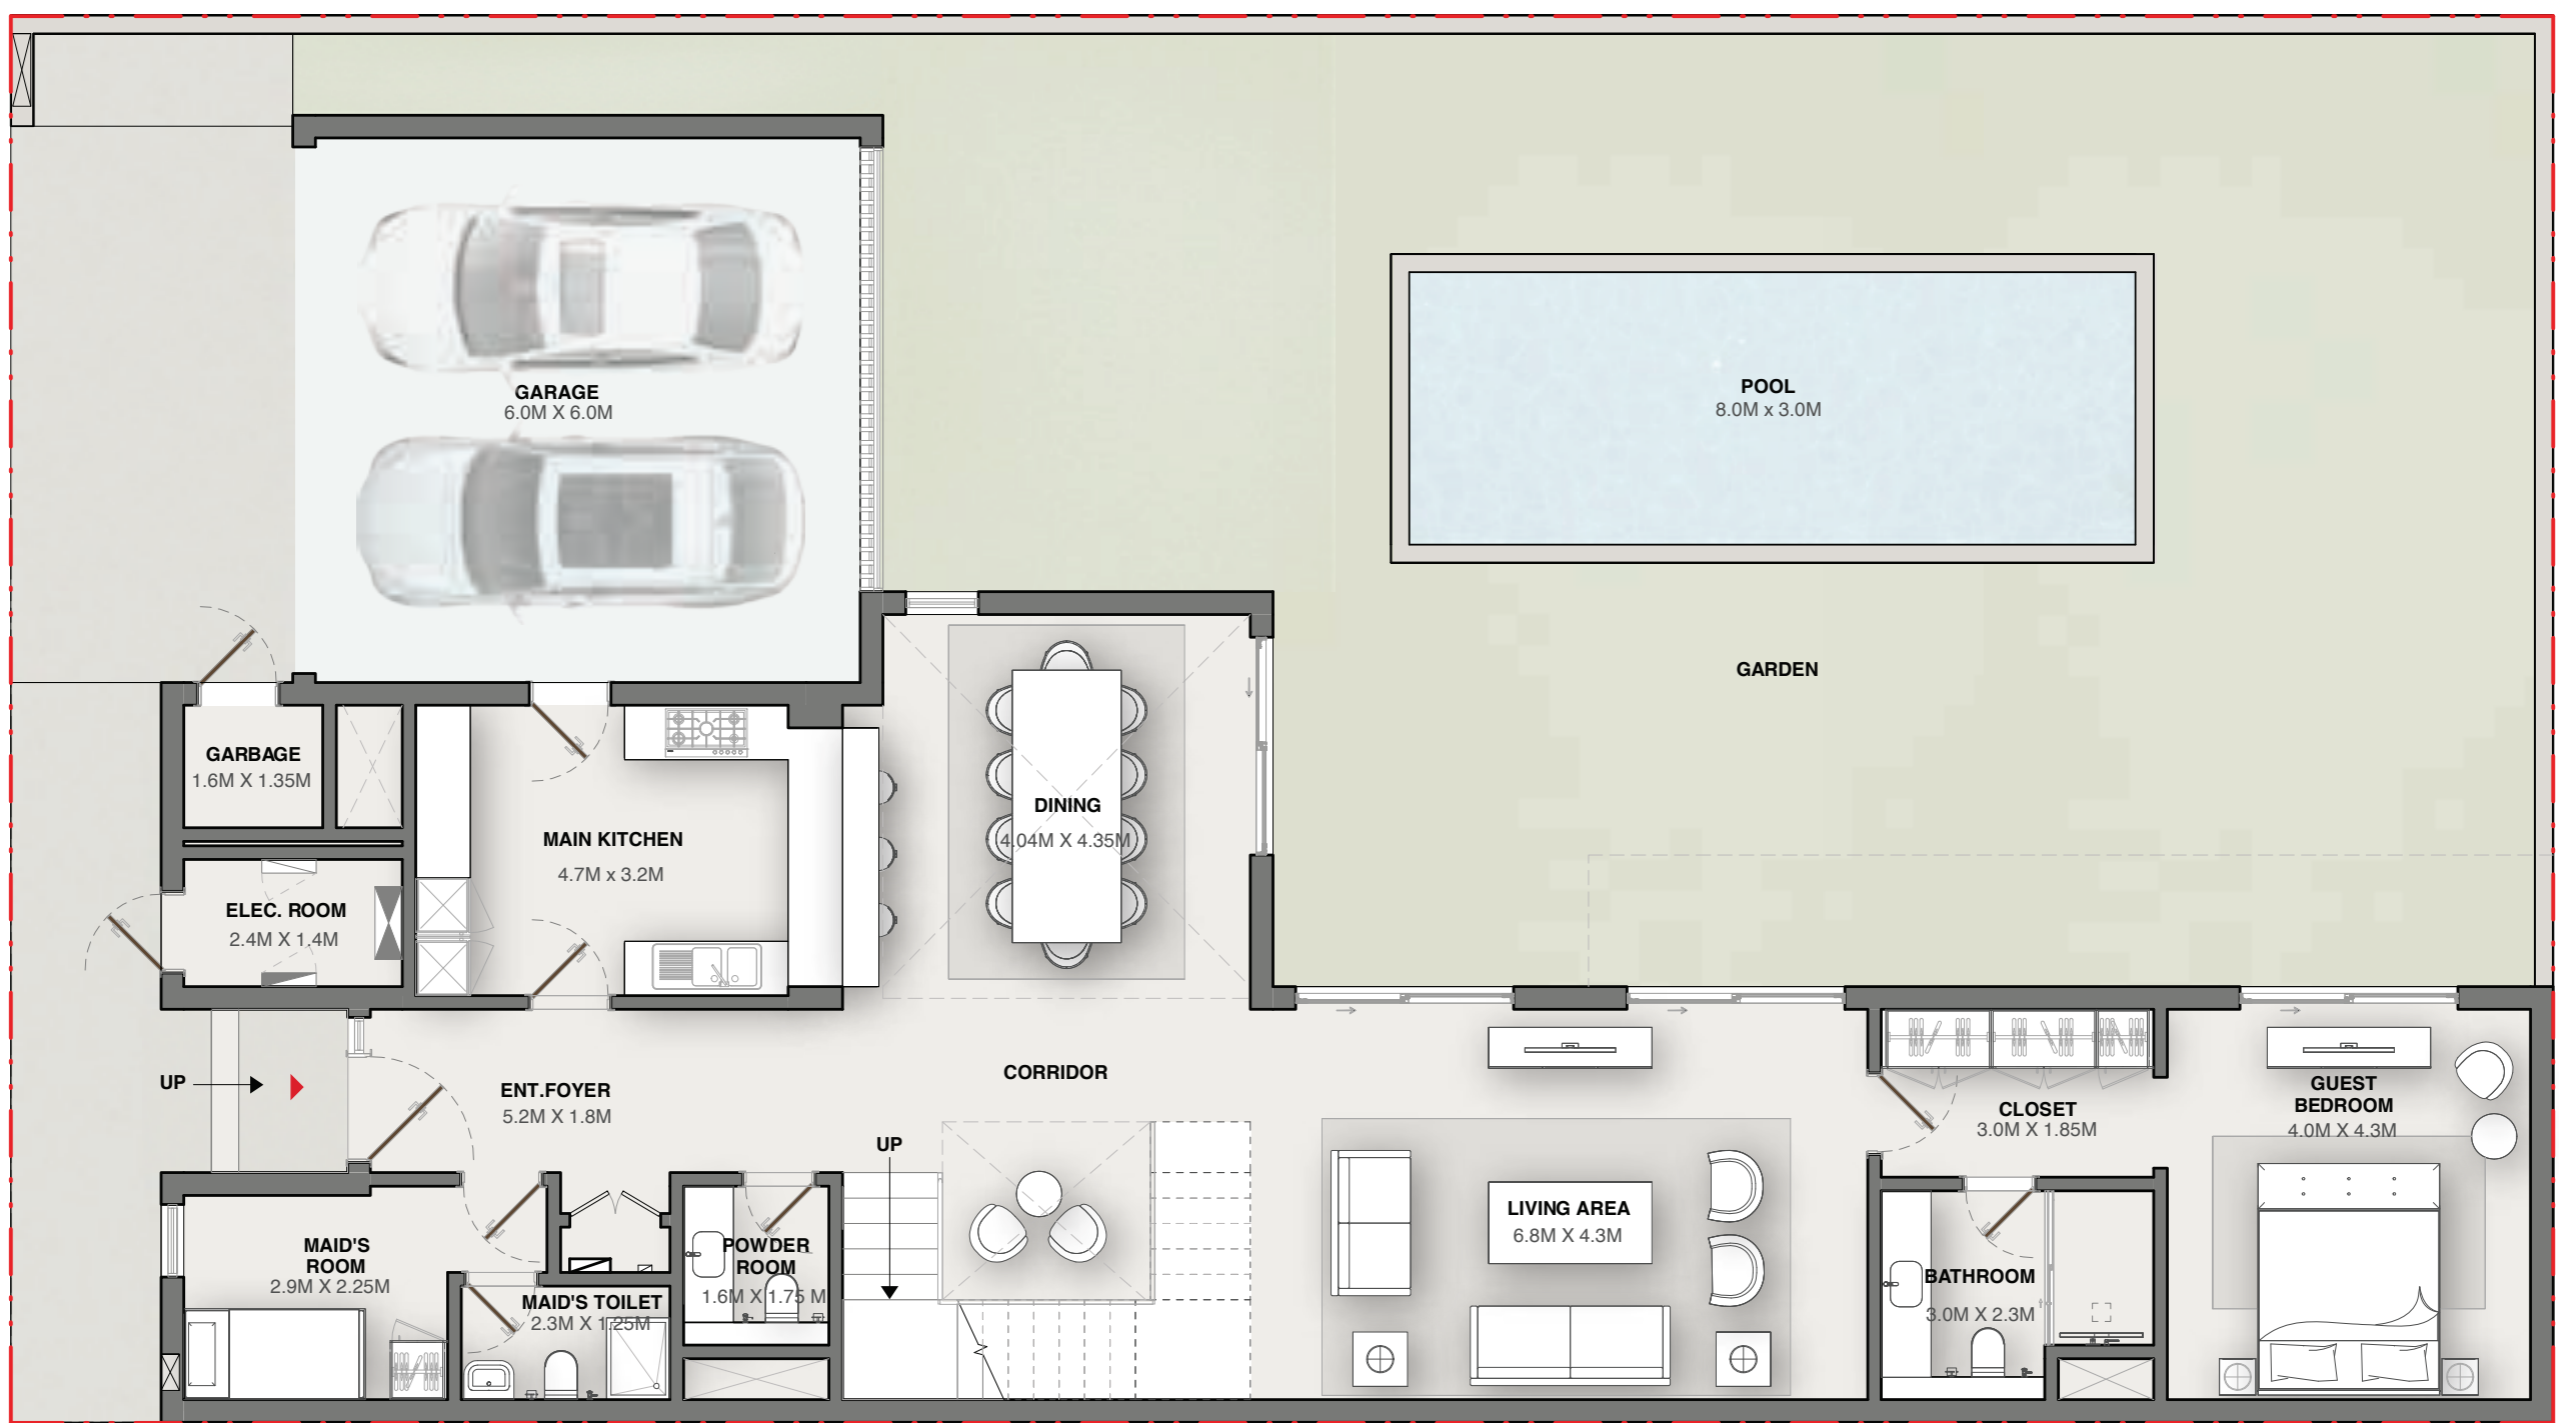 GARAGE
6.0M X 6.0M
POOL
8.0M x 3.0M
GARDEN
GARBAGE
1.6M X 1.35M
MAIN KITCHEN
4.7M x 3.2M
DINING
4.04M X 4.35M
ELEC. ROOM
2.4M X 1.4M
UP
ENT.FOYER
5.2M X 1.8M
CORRIDOR
UP
CLOSET
3.0M X 1.85M
GUEST
BEDROOM
4.0M X 4.3M
LIVING AREA
6.8M X 4.3M
MAID'S
ROOM
2.9M X 2.25M
MAID'S TOILET
2.3M X 1.25M
POWDER
ROOM
1.6M X 1.75 M
BATHROOM
3.0M X 2.3M